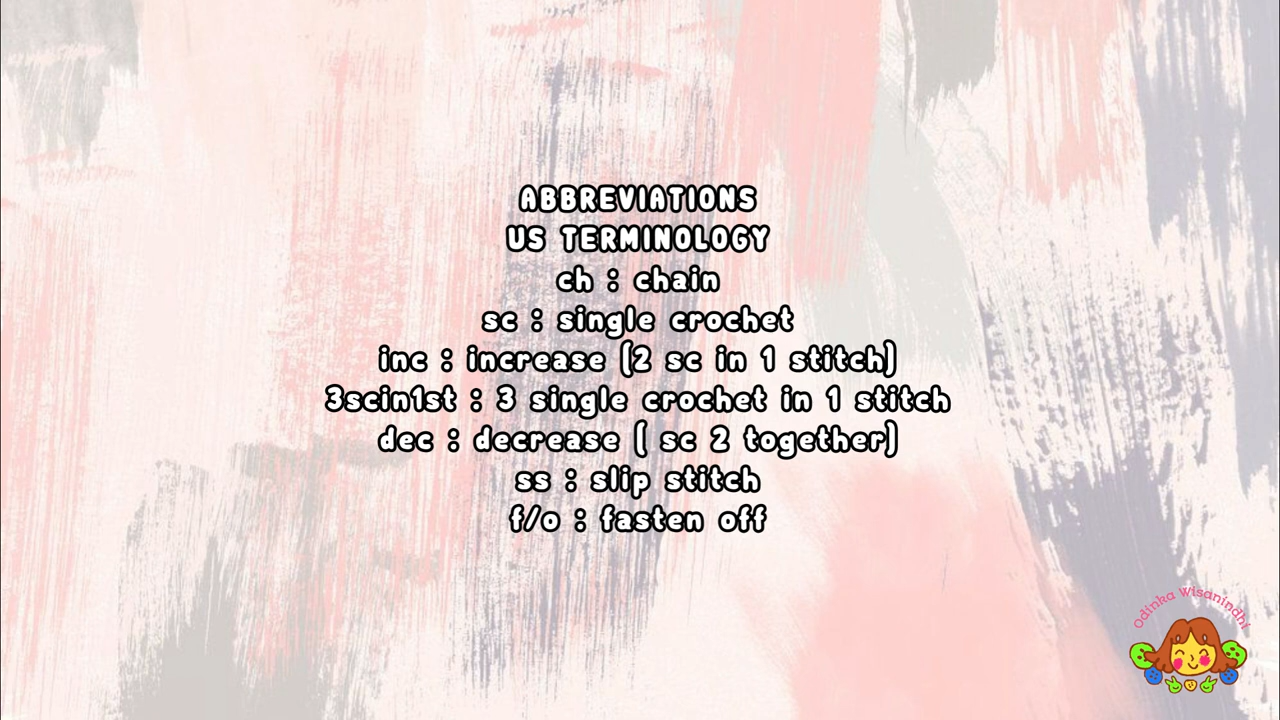 ABBREVIATIONS
US TERMINOLOGY
ch : chain
sc : single crochet
inc : increase (2 sc in 1 stitch)
3scin1st : 3 single crochet in 1 stitch
dec : decrease ( sc 2 together)
ss : slip stitch
f/o : fasten off
Odinka Wisanindhi